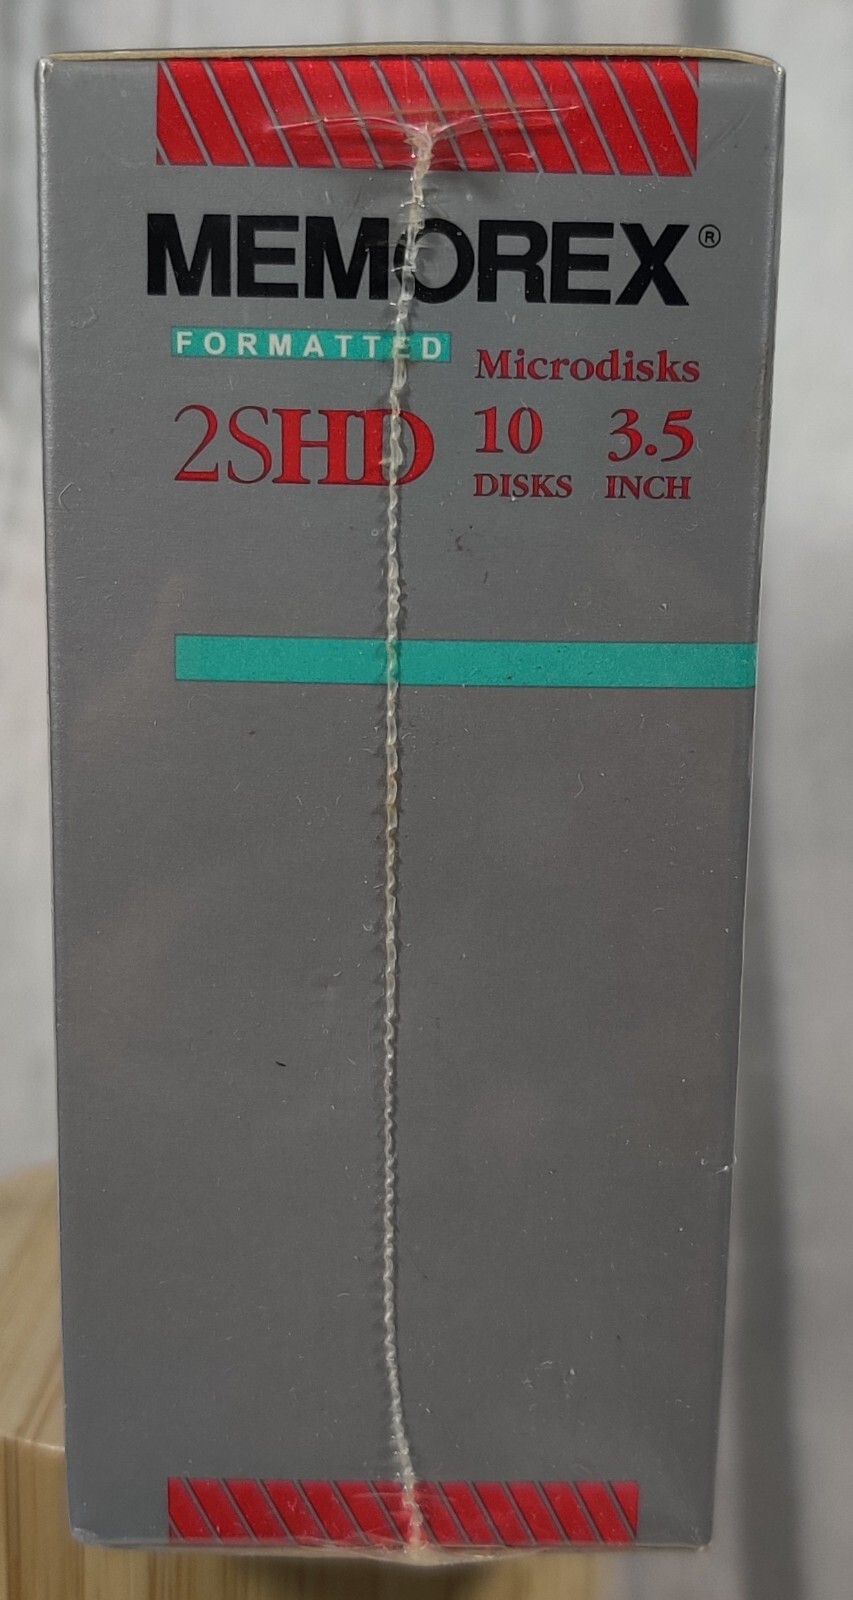 MEMOREX®
FORMATTED
Microdisks
2SHD 10 3.5
DISKS INCH